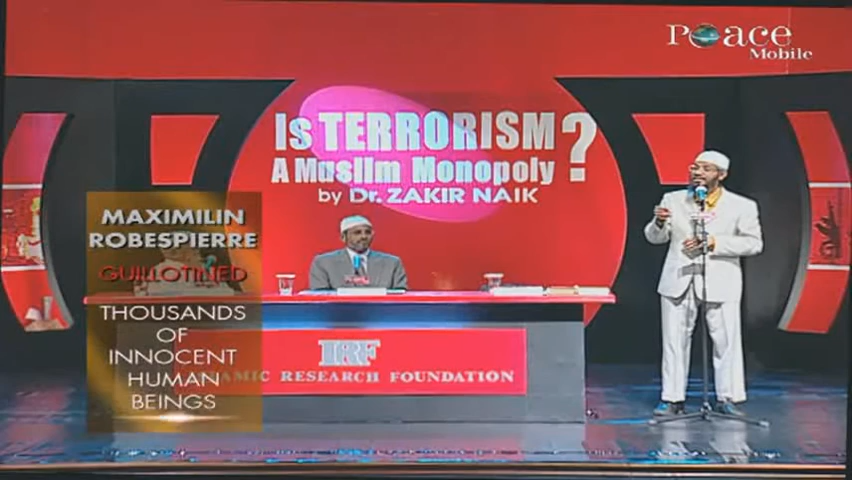 Peace
Mobile
Is TERRORISM
A Muslim Monopoly?
by Dr. ZAKIR NAIK
MAXIMILIN
ROBESPIERRE
GUILLOTINED
THOUSANDS
OF
INNOCENT
HUMAN
BEINGS
IRF
ISLAMIC RESEARCH FOUNDATION